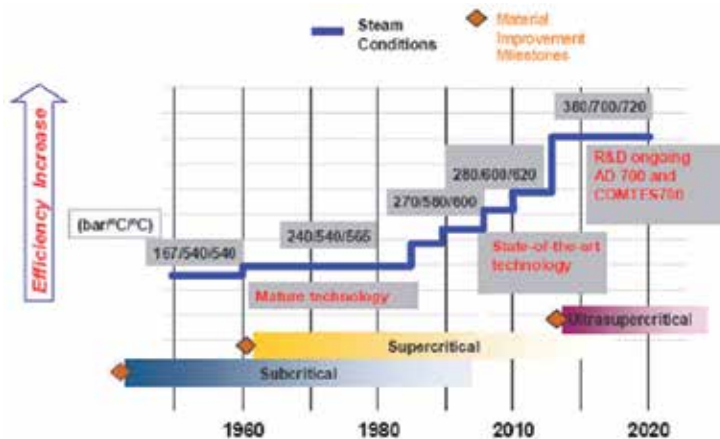 Steam
Conditions
Material
Improvement
Milestones
Efficiency Increase
(bar/°C/°C)
167/540/540
240/540/565
270/580/600
280/600/620
380/700/720
R&D ongoing
AD 700 and
COMTES700
State-of-the-art
technology
Mature technology
Ultrasupercritical
Supercritical
Subcritical
1960
1980
2010
2020